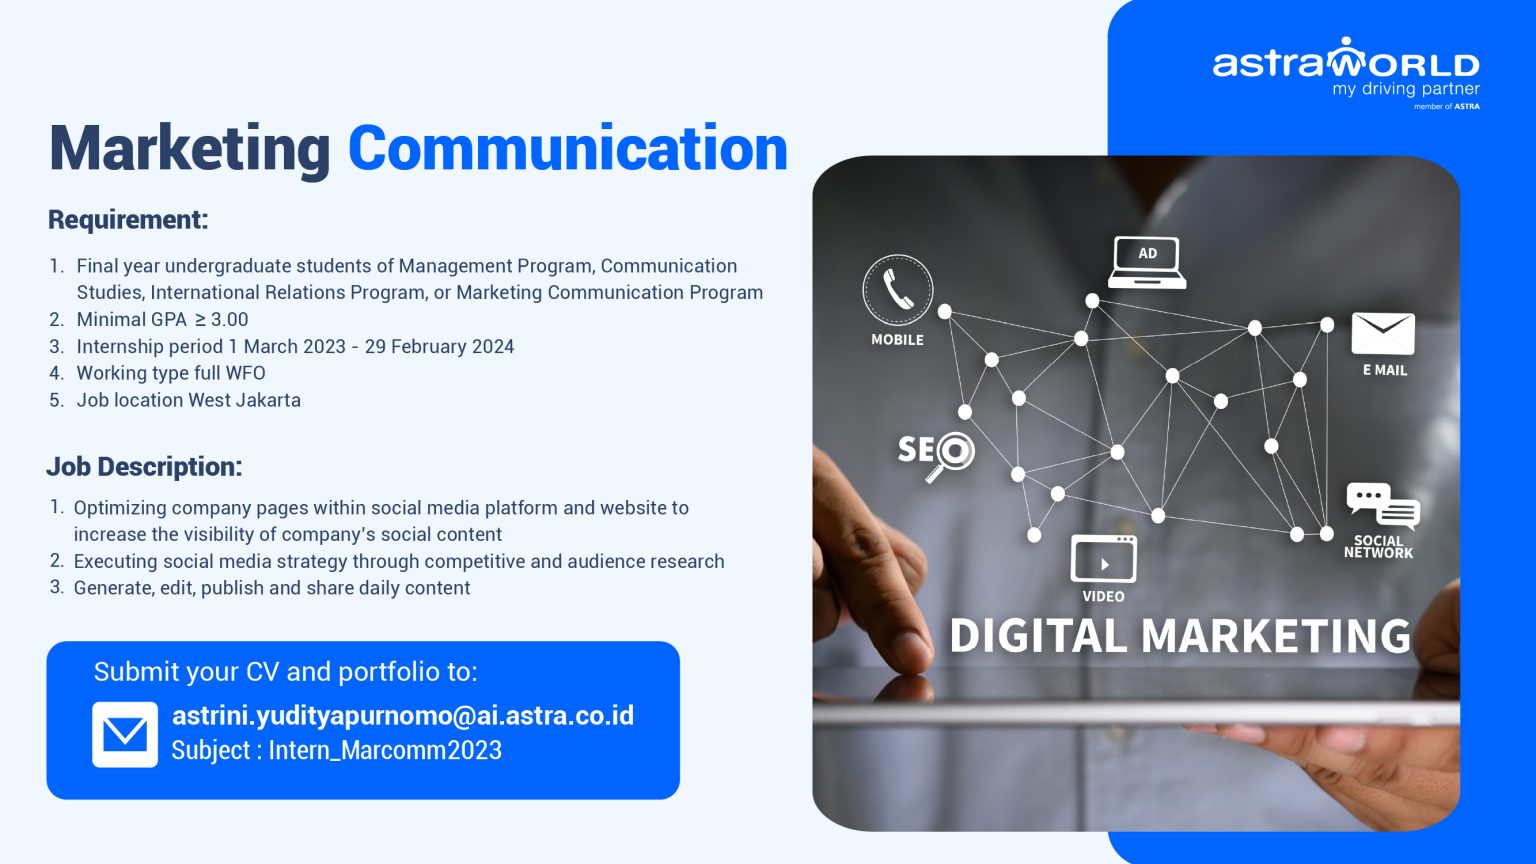 astraWORLD
my driving partner
member of ASTRA
Marketing Communication
Requirement:
1. Final year undergraduate students of Management Program, Communication
Studies, International Relations Program, or Marketing Communication Program
2. Minimal GPA ≥ 3.00
3. Internship period 1 March 2023 - 29 February 2024
4. Working type full WFO
5. Job location West Jakarta
Job Description:
1. Optimizing company pages within social media platform and website to
increase the visibility of company's social content
2. Executing social media strategy through competitive and audience research
3. Generate, edit, publish and share daily content
Submit your CV and portfolio to:
astrini.yudityapurnomo@ai.astra.co.id
Subject : Intern_Marcomm2023
AD
MOBILE
E MAIL
SEO
SOCIAL
NETWORK
VIDEO
DIGITAL MARKETING